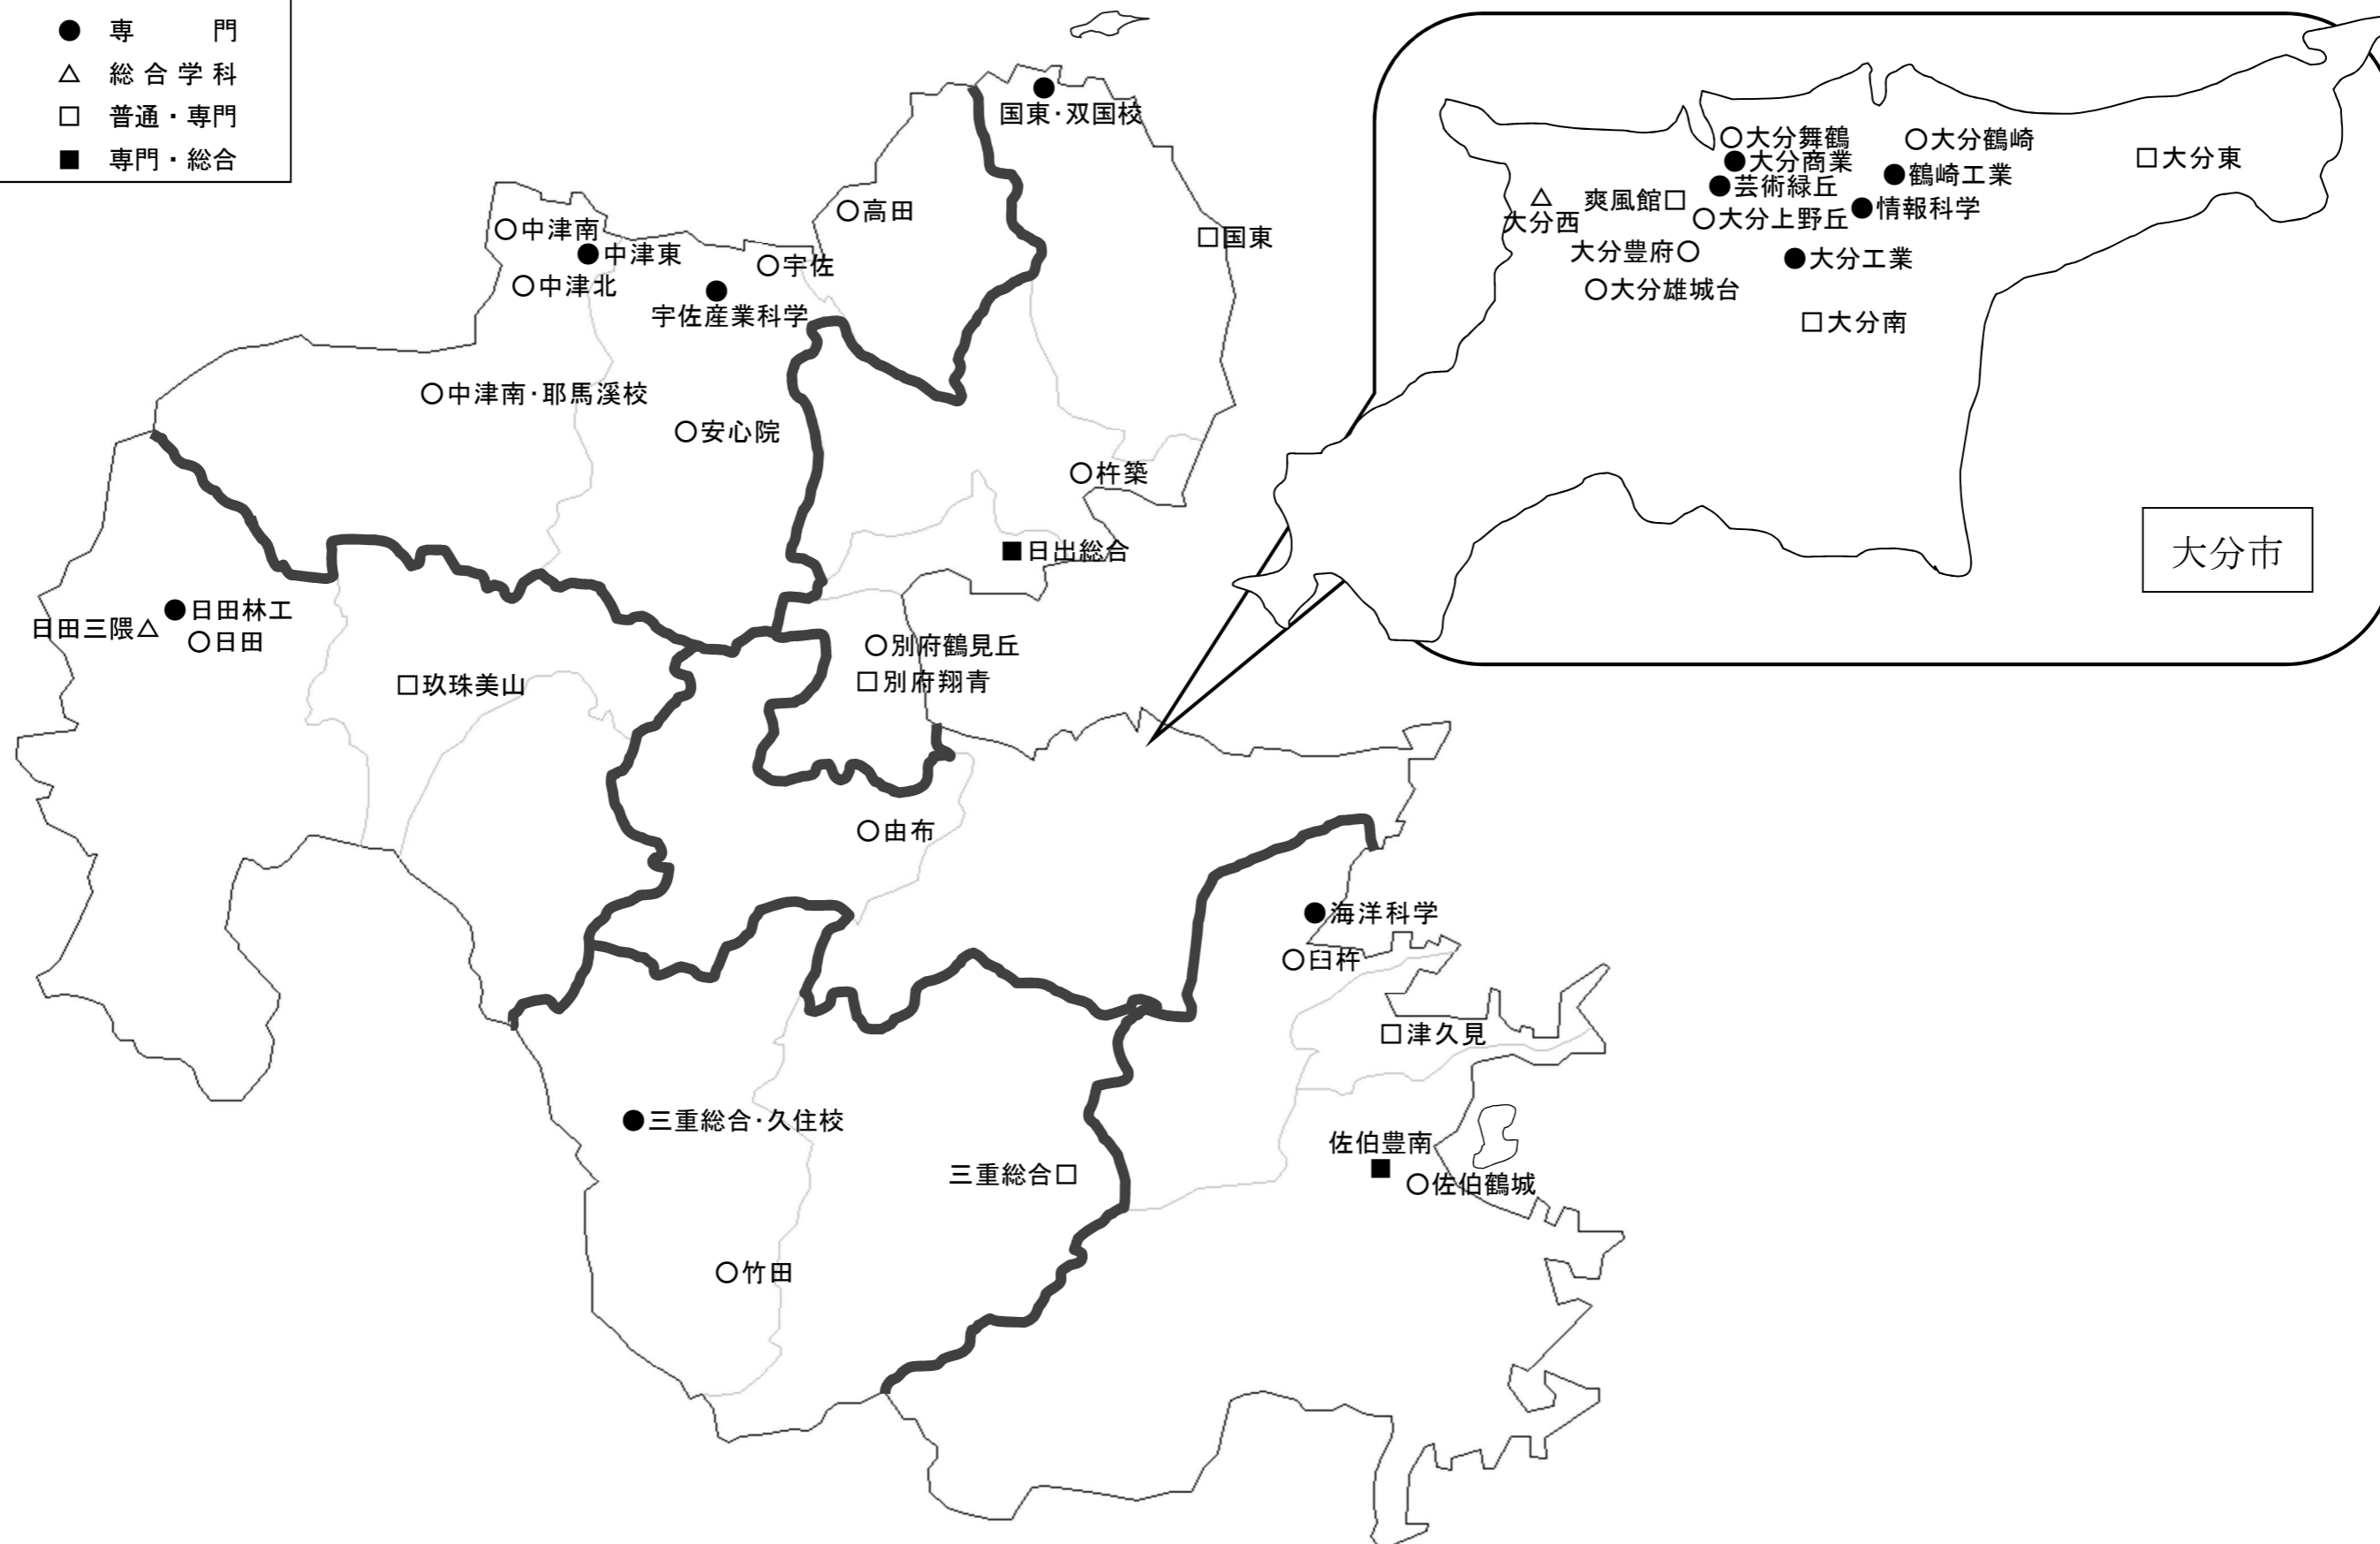 ● 専 門
△ 総合学科
□ 普通・専門
■ 専門・総合
●
国東・双国校
○高田
□国東
○中津南
●中津東
○中津北
○宇佐
●
宇佐産業科学
○中津南・耶馬溪校
○安心院
○杵築
■日出総合
●日田林工
日田三隈△
○日田
□玖珠美山
○別府鶴見丘
□別府翔青
○由布
●海洋科学
○臼杵
□津久見
●三重総合・久住校
三重総合□
佐伯豊南
■
○佐伯鶴城
○竹田
○大分舞鶴
○大分鶴崎
●大分商業
□大分東
●鶴崎工業
●芸術緑丘
△
大分西
爽風館□
●情報科学
○大分上野丘
大分豊府○
●大分工業
○大分雄城台
□大分南
大分市